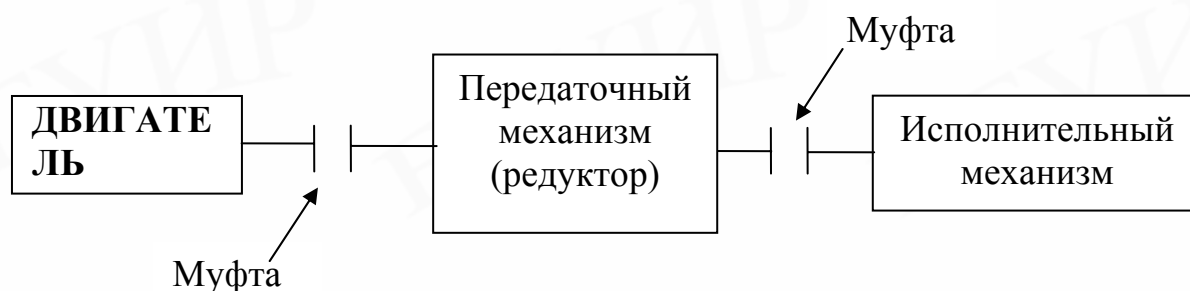 Муфта
ДВИГАТЕ
ЛЬ
Передаточный
механизм
(редуктор)
Исполнительный
механизм
Муфта